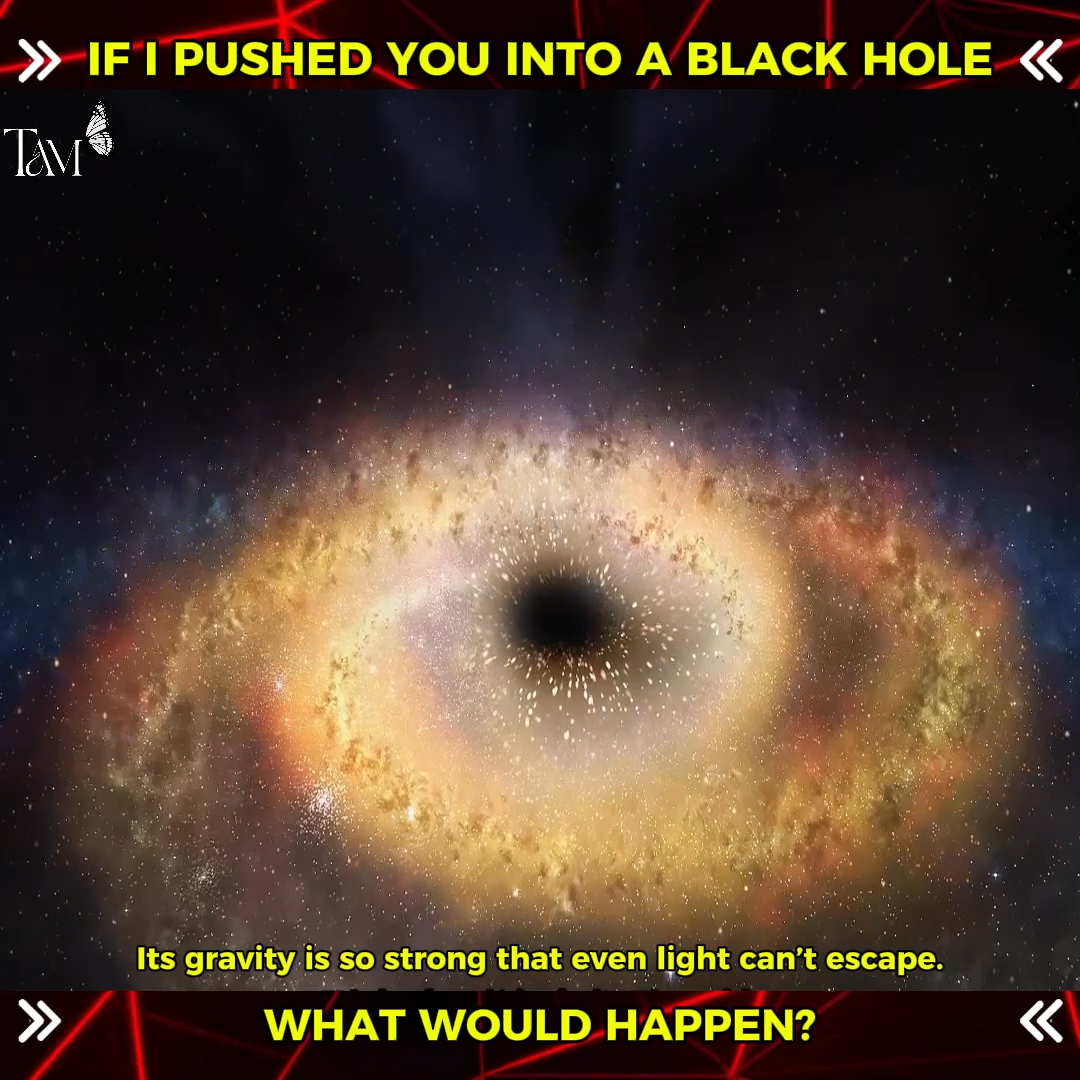 IF I PUSHED YOU INTO A BLACK HOLE
TAM
Its gravity is so strong that even light can't escape.
WHAT WOULD HAPPEN?